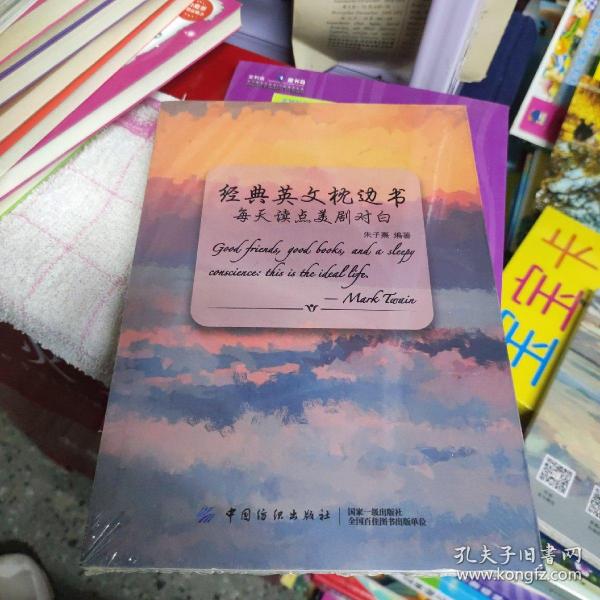 经典英文枕边书
每天读点美剧对白
朱子熹 编著
Good friends, good books, and a sleepy
conscience: this is the ideal life.
— Mark Twain
中国纺织出版社
国家一级出版社
全国百佳图书出版单位
孔夫子旧书网
www.kongfz.com